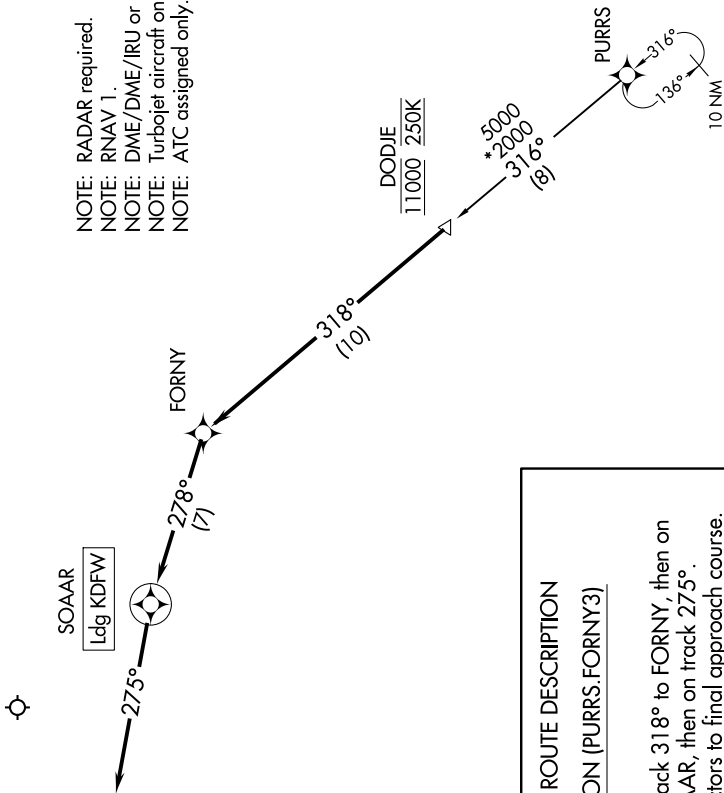 NOTE: RADAR required.
NOTE: RNAV 1.
NOTE: DME/DME/IRU or
NOTE: Turbojet aircraft on
NOTE: ATC assigned only.
SOAAR
Ldg KDFW
275°
278°
(7)
FORNY
318°
(10)
DODJE
11000 250K
5000
*2000
316°
(8)
PURRS
316°
136°
10 NM
ROUTE DESCRIPTION
ON (PURRS.FORNY3)
ack 318° to FORNY, then on
AAR, then on track 275°.
ctors to final approach course.